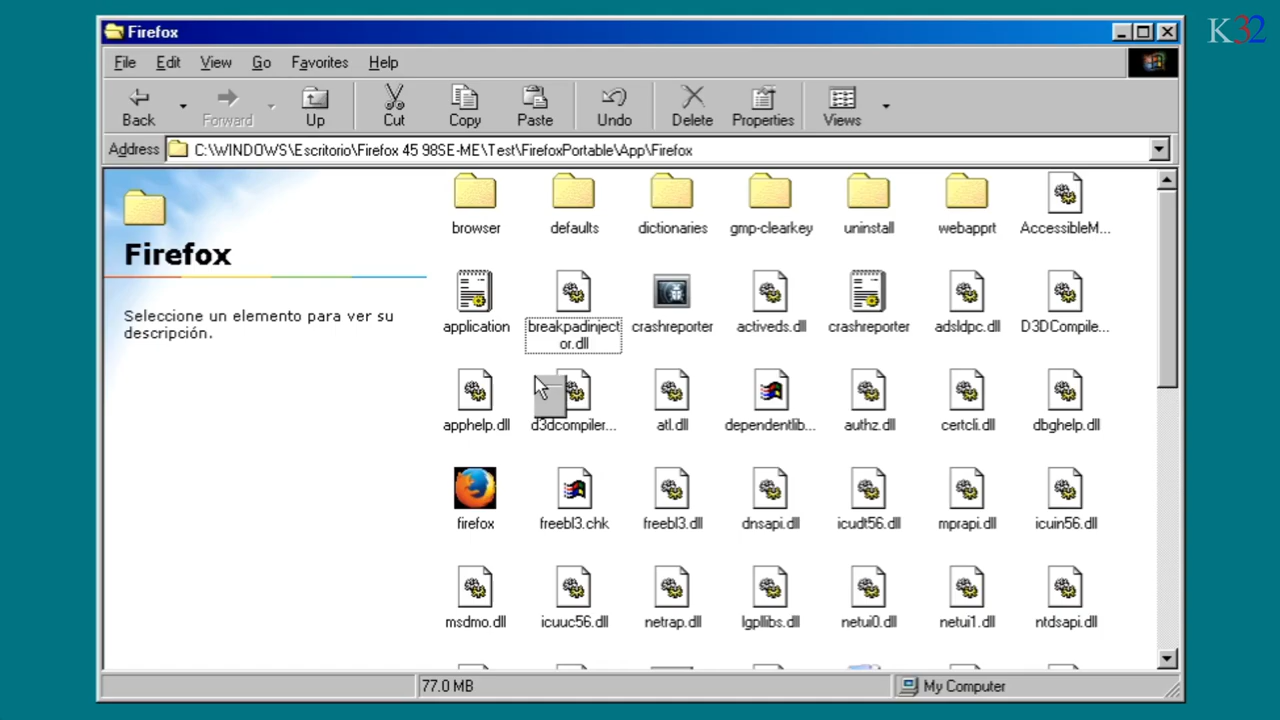 Firefox
K32
File Edit View Go Favorites Help
Back Forward Up Cut Copy Paste Undo Delete Properties Views
Address C:\WINDOWS\Escritorio\Firefox 45 98SE-ME\Test\FirefoxPortable\App\Firefox
Firefox
Seleccione un elemento para ver su
descripción.
browser defaults dictionaries gmp-clearkey uninstall webapprt AccessibleM...
application breakpadinject crashreporter activeds.dll crashreporter adsldpc.dll D3DCompile...
or.dll
apphelp.dll d3dcompiler... atl.dll dependentlib... authz.dll certcli.dll dbghelp.dll
firefox freebl3.chk freebl3.dll dnsapi.dll icudt56.dll mprapi.dll icuin56.dll
msdmo.dll icuuc56.dll netrap.dll lgpllibs.dll netui0.dll netui1.dll ntdsapi.dll
77.0 MB My Computer